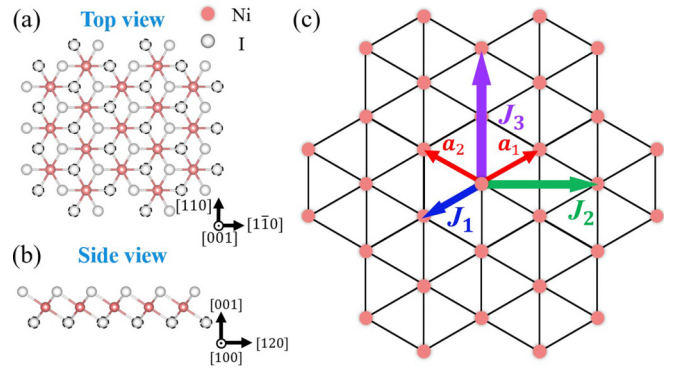 (a)
Top view
Ni
I
[110]
[001]
[11̄0]
(b)
Side view
[001]
[100]
[120]
(c)
J₃
a₂
a₁
J₁
J₂